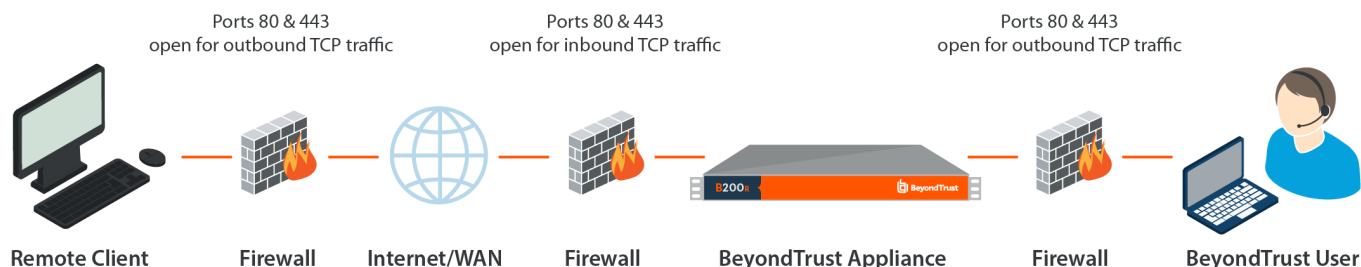 Ports 80 & 443
open for outbound TCP traffic
Ports 80 & 443
open for inbound TCP traffic
Ports 80 & 443
open for outbound TCP traffic
B200R
BeyondTrust
Remote Client
Firewall
Internet/WAN
Firewall
BeyondTrust Appliance
Firewall
BeyondTrust User